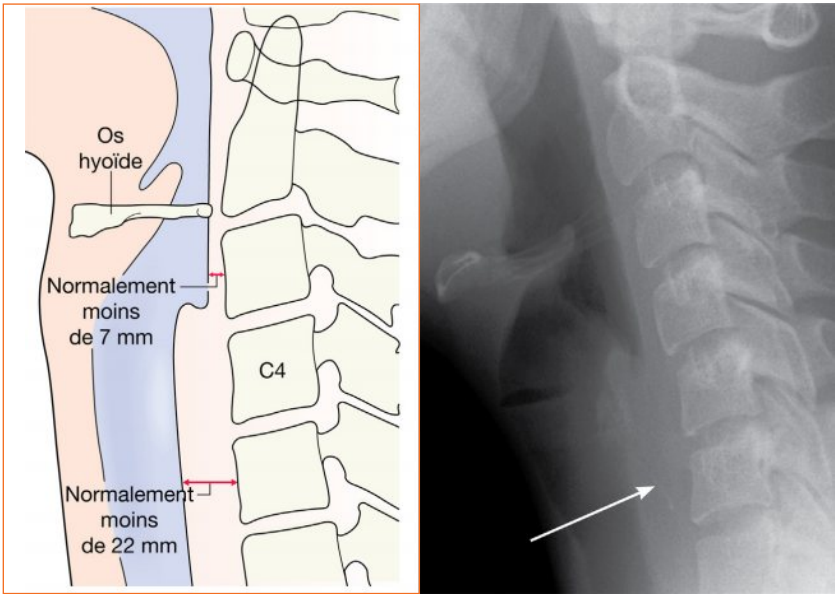 Os
hyoïde
Normalement
moins
de 7 mm
C4
Normalement
moins
de 22 mm